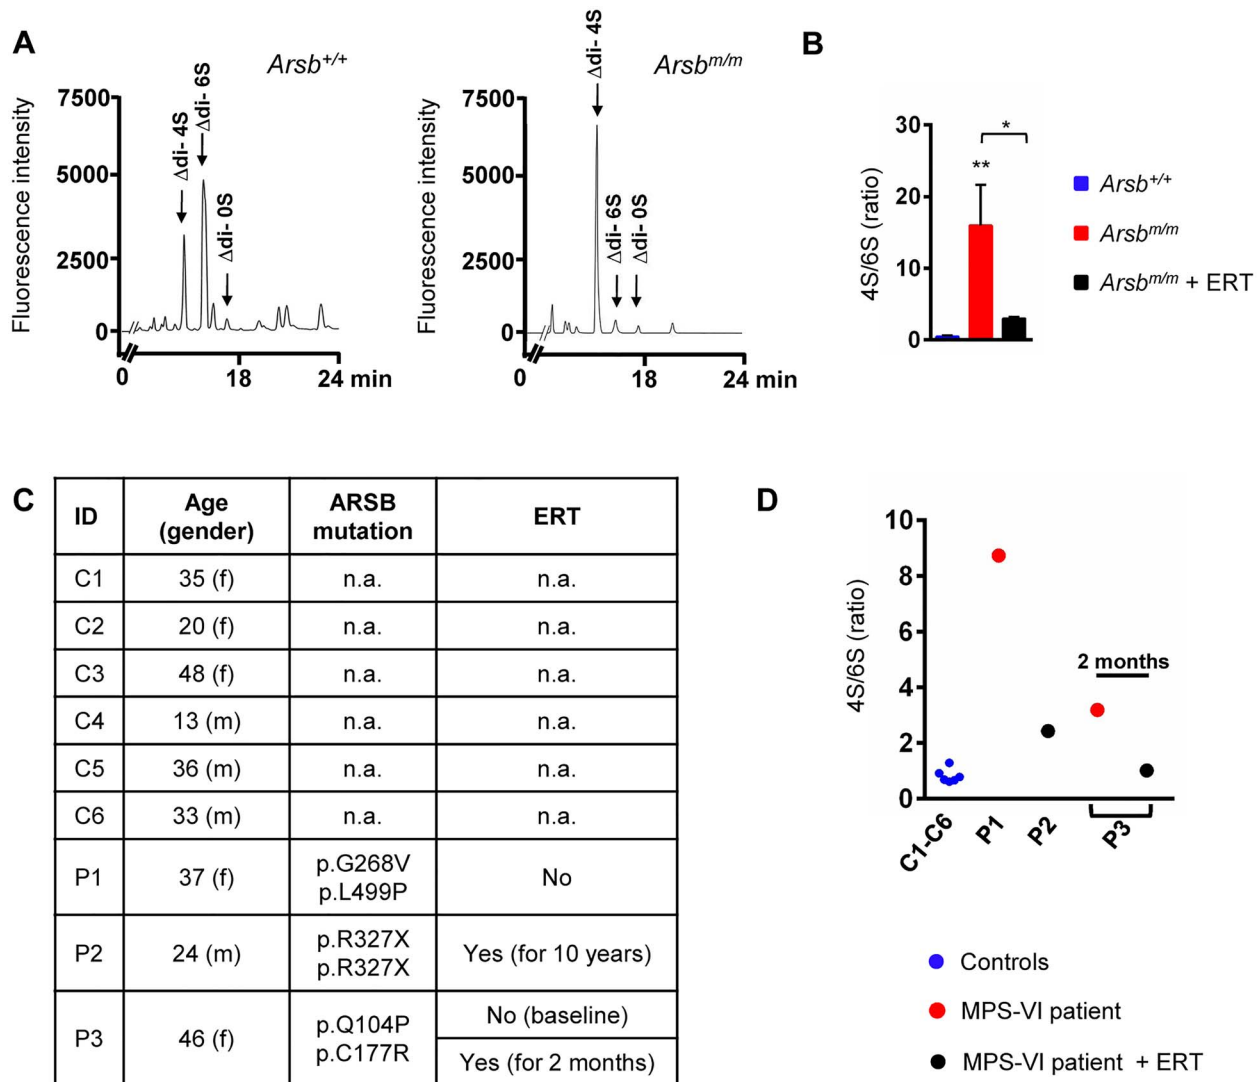 A
Arsb+/+
Fluorescence intensity
7500
5000
2500
0
Δdi- 4S
Δdi- 6S
Δdi- 0S
0 18 24 min
Arsbm/m
Fluorescence intensity
7500
5000
2500
0
Δdi- 4S
Δdi- 6S
Δdi- 0S
0 18 24 min
B
4S/6S (ratio)
30
20
10
0
**
*
Arsb+/+
Arsbm/m
Arsbm/m + ERT
C
ID Age (gender) ARSB mutation ERT
C1 35 (f) n.a. n.a.
C2 20 (f) n.a. n.a.
C3 48 (f) n.a. n.a.
C4 13 (m) n.a. n.a.
C5 36 (m) n.a. n.a.
C6 33 (m) n.a. n.a.
P1 37 (f) p.G268V p.L499P No
P2 24 (m) p.R327X p.R327X Yes (for 10 years)
P3 46 (f) p.Q104P p.C177R No (baseline)
Yes (for 2 months)
D
4S/6S (ratio)
10
8
6
4
2
0
2 months
C1-C6 P1 P2 P3
Controls
MPS-VI patient
MPS-VI patient + ERT